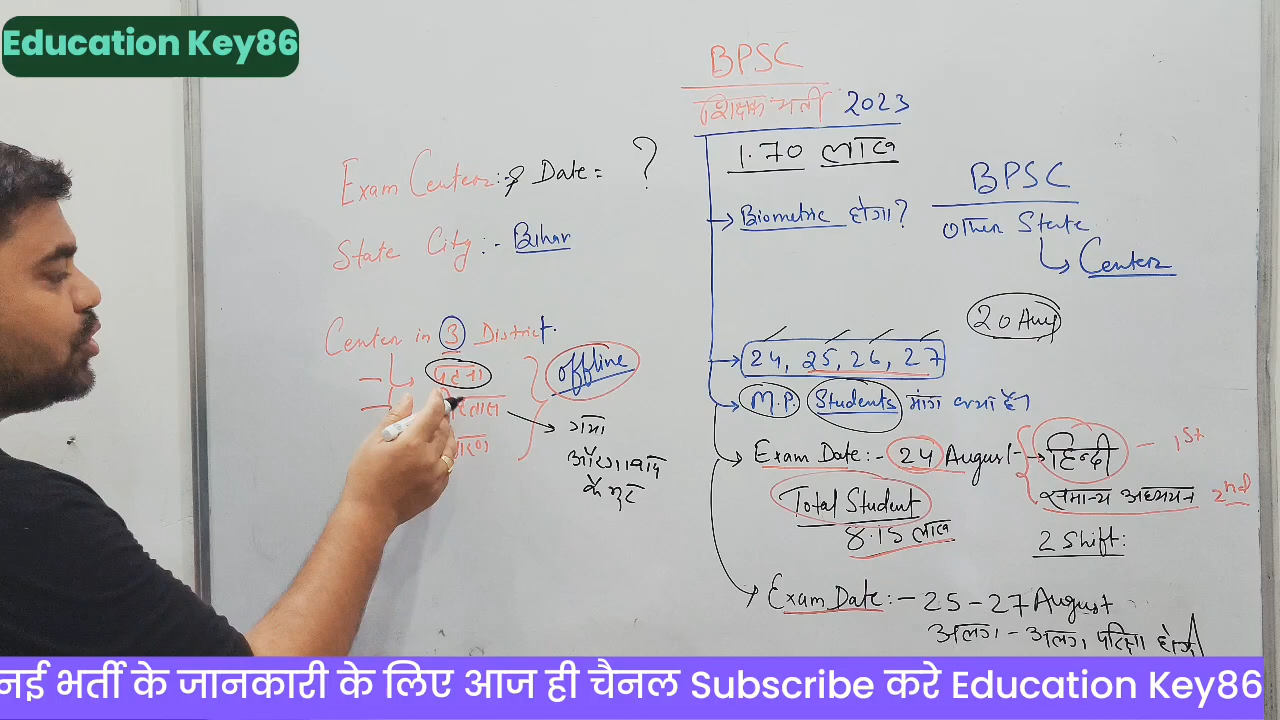 Education Key86
BPSC
शिक्षक भर्ती 2023
1.70 लाख
Exam Center :- & Date = ?
State City :- Bihar
Center in 3 District.
पटना
offline
गया
औरंगाबाद
कैमूर
Biometric होगा?
BPSC
Other State
Center
20 Aug
24, 25, 26, 27
M.P. Students मांग क्या है?
Exam Date :- 24 August - हिन्दी - 1st
सामान्य अध्ययन 2nd
Total Student
8.15 लाख
2 Shift:
Exam Date :- 25-27 August
अलग-अलग परिक्षा होगी
नई भर्ती के जानकारी के लिए आज ही चैनल Subscribe करे Education Key86